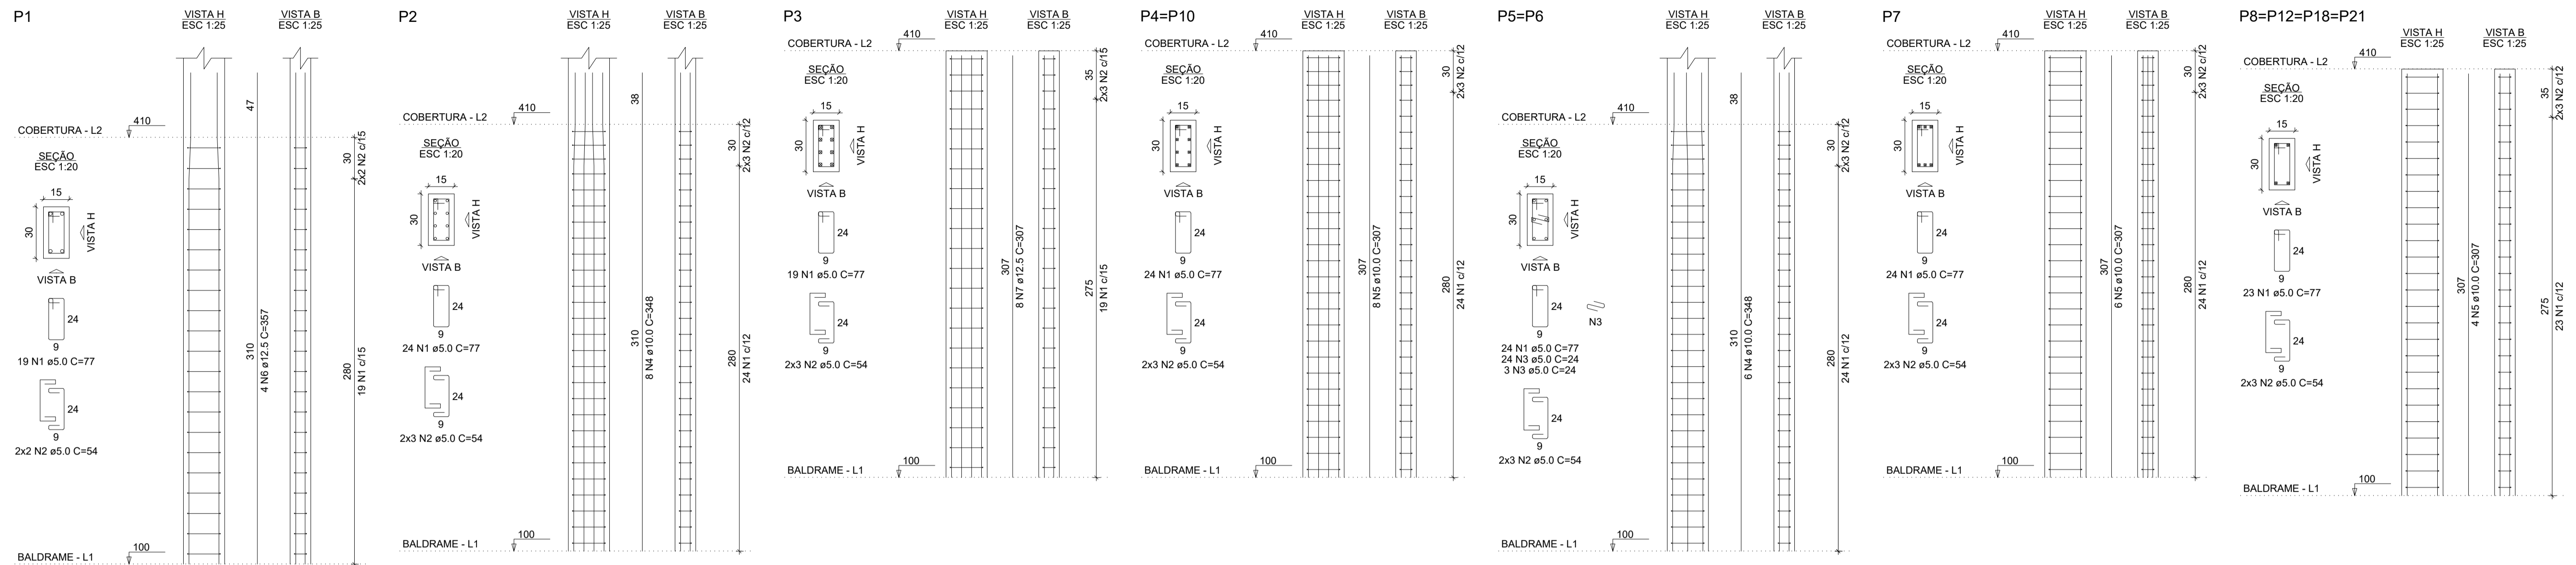 P1
VISTA H
ESC 1:25
VISTA B
ESC 1:25
47
COBERTURA - L2
410
30
2x2 N2 c/15
SEÇÃO
ESC 1:20
15
30
VISTA H
VISTA B
24
9
19 N1 ø5.0 C=77
24
9
2x2 N2 ø5.0 C=54
310
4 N6 ø12.5 C=357
280
19 N1 c/15
BALDRAME - L1
100
P2
VISTA H
ESC 1:25
VISTA B
ESC 1:25
38
COBERTURA - L2
410
30
2x3 N2 c/12
SEÇÃO
ESC 1:20
15
30
VISTA H
VISTA B
24
9
24 N1 ø5.0 C=77
24
9
2x3 N2 ø5.0 C=54
310
8 N4 ø10.0 C=348
280
24 N1 c/12
BALDRAME - L1
100
P3
VISTA H
ESC 1:25
VISTA B
ESC 1:25
COBERTURA - L2
410
35
2x3 N2 c/15
SEÇÃO
ESC 1:20
15
30
VISTA H
VISTA B
24
9
19 N1 ø5.0 C=77
24
9
2x3 N2 ø5.0 C=54
307
8 N7 ø12.5 C=307
275
19 N1 c/15
BALDRAME - L1
100
P4=P10
VISTA H
ESC 1:25
VISTA B
ESC 1:25
COBERTURA - L2
410
30
2x3 N2 c/12
SEÇÃO
ESC 1:20
15
30
VISTA H
VISTA B
24
9
24 N1 ø5.0 C=77
24
9
2x3 N2 ø5.0 C=54
307
8 N5 ø10.0 C=307
280
24 N1 c/12
BALDRAME - L1
100
P5=P6
VISTA H
ESC 1:25
VISTA B
ESC 1:25
38
COBERTURA - L2
410
30
2x3 N2 c/12
SEÇÃO
ESC 1:20
15
30
VISTA H
VISTA B
24
9
N3
24 N1 ø5.0 C=77
24 N3 ø5.0 C=24
3 N3 ø5.0 C=24
24
9
2x3 N2 ø5.0 C=54
310
6 N4 ø10.0 C=348
280
24 N1 c/12
BALDRAME - L1
100
P7
VISTA H
ESC 1:25
VISTA B
ESC 1:25
COBERTURA - L2
410
30
2x3 N2 c/12
SEÇÃO
ESC 1:20
15
30
VISTA H
VISTA B
24
9
24 N1 ø5.0 C=77
24
9
2x3 N2 ø5.0 C=54
307
6 N5 ø10.0 C=307
280
24 N1 c/12
BALDRAME - L1
100
P8=P12=P18=P21
VISTA H
ESC 1:25
VISTA B
ESC 1:25
COBERTURA - L2
410
35
2x3 N2 c/12
SEÇÃO
ESC 1:20
15
30
VISTA H
VISTA B
24
9
23 N1 ø5.0 C=77
24
9
2x3 N2 ø5.0 C=54
307
4 N5 ø10.0 C=307
275
23 N1 c/12
BALDRAME - L1
100